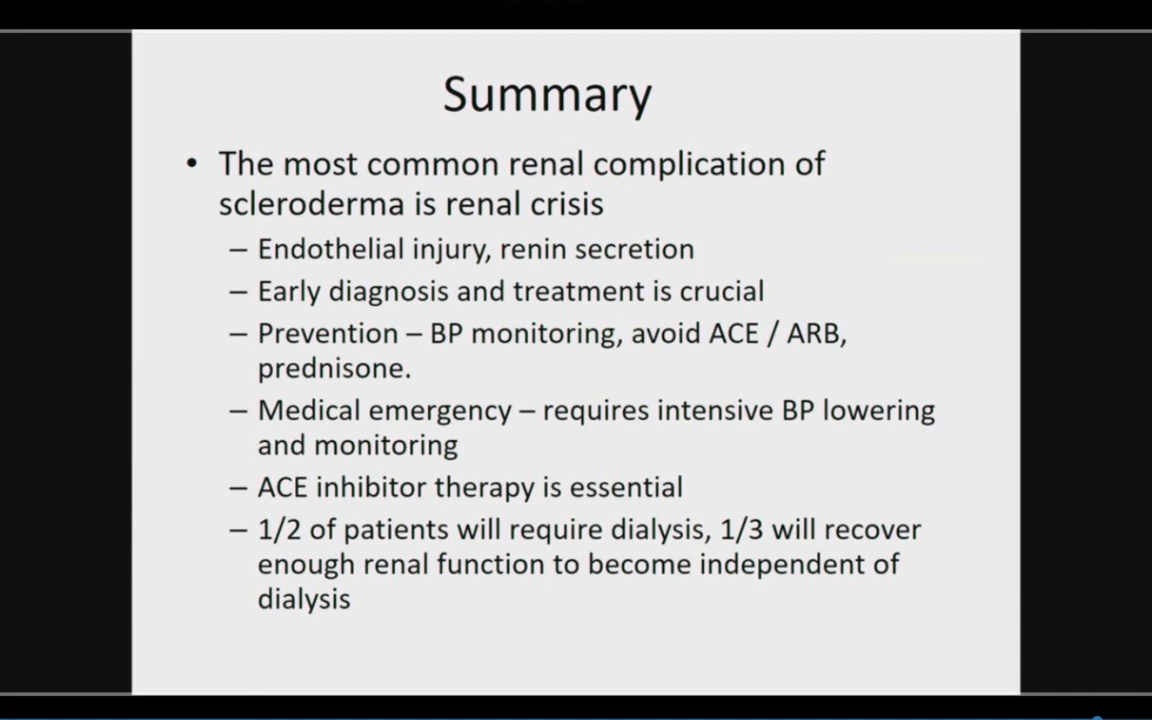 Summary
• The most common renal complication of
scleroderma is renal crisis
– Endothelial injury, renin secretion
– Early diagnosis and treatment is crucial
– Prevention – BP monitoring, avoid ACE / ARB,
prednisone.
– Medical emergency – requires intensive BP lowering
and monitoring
– ACE inhibitor therapy is essential
– 1/2 of patients will require dialysis, 1/3 will recover
enough renal function to become independent of
dialysis